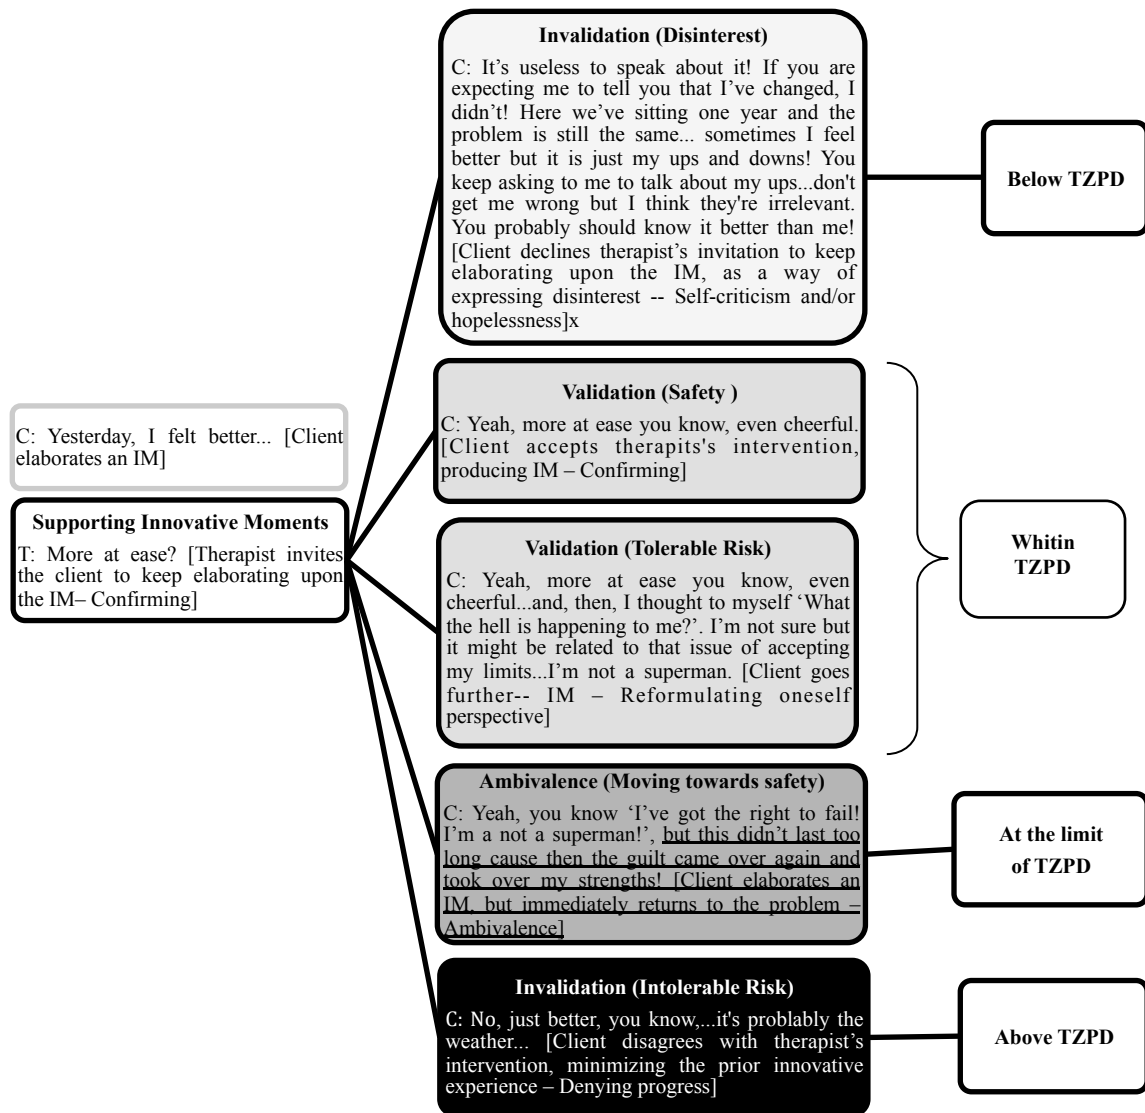 C: Yesterday, I felt better... [Client
elaborates an IM]
Supporting Innovative Moments
T: More at ease? [Therapist invites
the client to keep elaborating upon
the IM– Confirming]
Invalidation (Disinterest)
C: It’s useless to speak about it! If you are
expecting me to tell you that I’ve changed, I
didn’t! Here we’ve sitting one year and the
problem is still the same... sometimes I feel
better but it is just my ups and downs! You
keep asking to me to talk about my ups...don't
get me wrong but I think they're irrelevant.
You probably should know it better than me!
[Client declines therapist’s invitation to keep
elaborating upon the IM, as a way of
expressing disinterest -- Self-criticism and/or
hopelessness]x
Below TZPD
Validation (Safety )
C: Yeah, more at ease you know, even cheerful.
[Client accepts therapits's intervention,
producing IM – Confirming]
Validation (Tolerable Risk)
C: Yeah, more at ease you know, even
cheerful...and, then, I thought to myself ‘What
the hell is happening to me?’. I’m not sure but
it might be related to that issue of accepting
my limits...I’m not a superman. [Client goes
further-- IM – Reformulating oneself
perspective]
Whitin
TZPD
Ambivalence (Moving towards safety)
C: Yeah, you know ‘I’ve got the right to fail!
I’m a not a superman!’, but this didn’t last too
long cause then the guilt came over again and
took over my strengths! [Client elaborates an
IM, but immediately returns to the problem –
Ambivalence]
At the limit
of TZPD
Invalidation (Intolerable Risk)
C: No, just better, you know,...it's problably the
weather... [Client disagrees with therapist’s
intervention, minimizing the prior innovative
experience – Denying progress]
Above TZPD